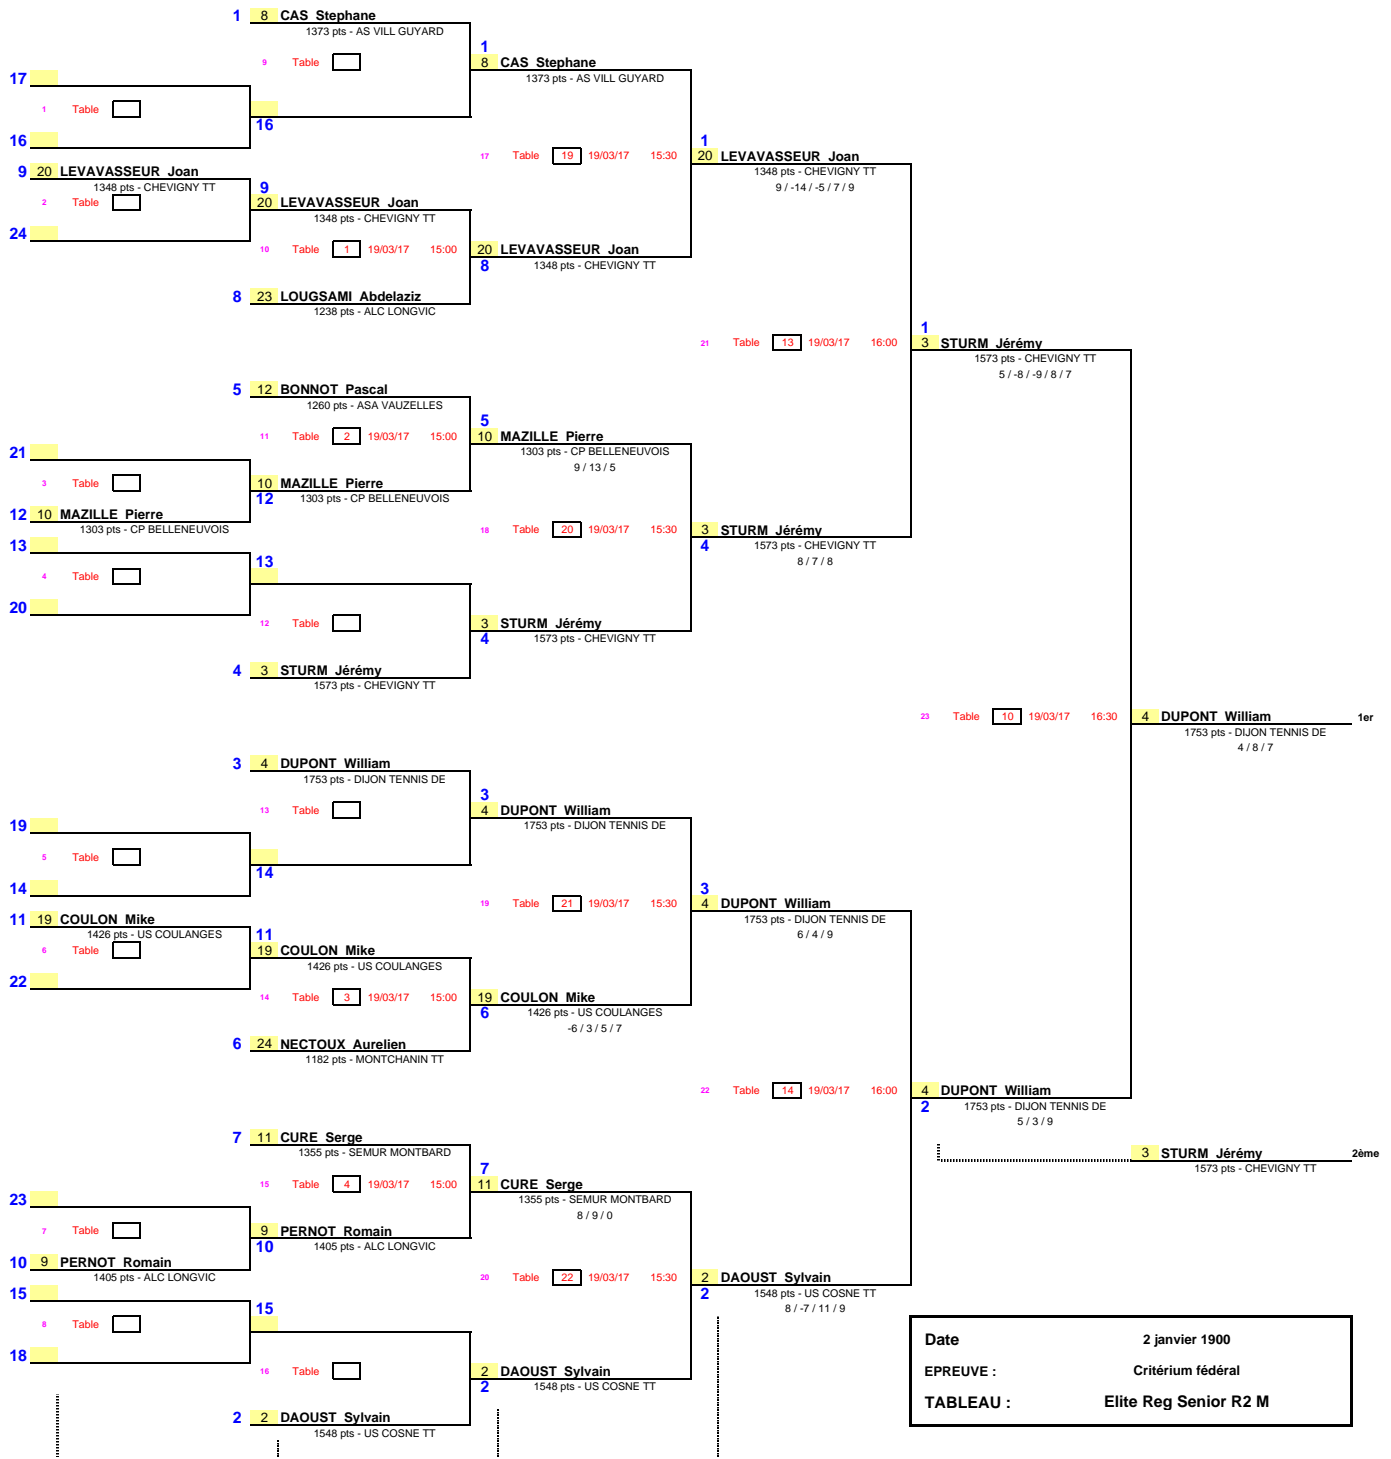 1 8 CAS Stephane
1373 pts - AS VILL GUYARD
1
9 Table
8 CAS Stephane
1373 pts - AS VILL GUYARD
17
1 Table
16
16
1
17 Table 19 19/03/17 15:30
20 LEVAVASSEUR Joan
1348 pts - CHEVIGNY TT
9 / -14 / -5 / 7 / 9
9 20 LEVAVASSEUR Joan
1348 pts - CHEVIGNY TT
9
2 Table
20 LEVAVASSEUR Joan
1348 pts - CHEVIGNY TT
24
10 Table 1 19/03/17 15:00
20 LEVAVASSEUR Joan
8
1348 pts - CHEVIGNY TT
8 23 LOUGSAMI Abdelaziz
1238 pts - ALC LONGVIC
1
21 Table 13 19/03/17 16:00
3 STURM Jérémy
1573 pts - CHEVIGNY TT
5 / -8 / -9 / 8 / 7
5 12 BONNOT Pascal
1260 pts - ASA VAUZELLES
5
11 Table 2 19/03/17 15:00
10 MAZILLE Pierre
1303 pts - CP BELLENEUVOIS
9 / 13 / 5
21
3 Table
10 MAZILLE Pierre
12
1303 pts - CP BELLENEUVOIS
12 10 MAZILLE Pierre
1303 pts - CP BELLENEUVOIS
18 Table 20 19/03/17 15:30
3 STURM Jérémy
4
1573 pts - CHEVIGNY TT
8 / 7 / 8
13
13
4 Table
20
12 Table
3 STURM Jérémy
4
1573 pts - CHEVIGNY TT
4 3 STURM Jérémy
1573 pts - CHEVIGNY TT
23 Table 10 19/03/17 16:30
4 DUPONT William 1er
1753 pts - DIJON TENNIS DE
4 / 8 / 7
3 4 DUPONT William
1753 pts - DIJON TENNIS DE
3
13 Table
4 DUPONT William
1753 pts - DIJON TENNIS DE
19
5 Table
14
14
3
19 Table 21 19/03/17 15:30
4 DUPONT William
1753 pts - DIJON TENNIS DE
6 / 4 / 9
11 19 COULON Mike
1426 pts - US COULANGES
11
6 Table
19 COULON Mike
1426 pts - US COULANGES
22
14 Table 3 19/03/17 15:00
19 COULON Mike
6
1426 pts - US COULANGES
-6 / 3 / 5 / 7
6 24 NECTOUX Aurelien
1182 pts - MONTCHANIN TT
22 Table 14 19/03/17 16:00
4 DUPONT William
2
1753 pts - DIJON TENNIS DE
5 / 3 / 9
3 STURM Jérémy 2ème
1573 pts - CHEVIGNY TT
7 11 CURE Serge
1355 pts - SEMUR MONTBARD
7
15 Table 4 19/03/17 15:00
11 CURE Serge
1355 pts - SEMUR MONTBARD
8 / 9 / 0
23
7 Table
9 PERNOT Romain
10
1405 pts - ALC LONGVIC
10 9 PERNOT Romain
1405 pts - ALC LONGVIC
20 Table 22 19/03/17 15:30
2 DAOUST Sylvain
2
1548 pts - US COSNE TT
8 / -7 / 11 / 9
15
15
8 Table
18
16 Table
2 DAOUST Sylvain
2
1548 pts - US COSNE TT
2 2 DAOUST Sylvain
1548 pts - US COSNE TT
Date 2 janvier 1900
EPREUVE : Critérium fédéral
TABLEAU : Elite Reg Senior R2 M